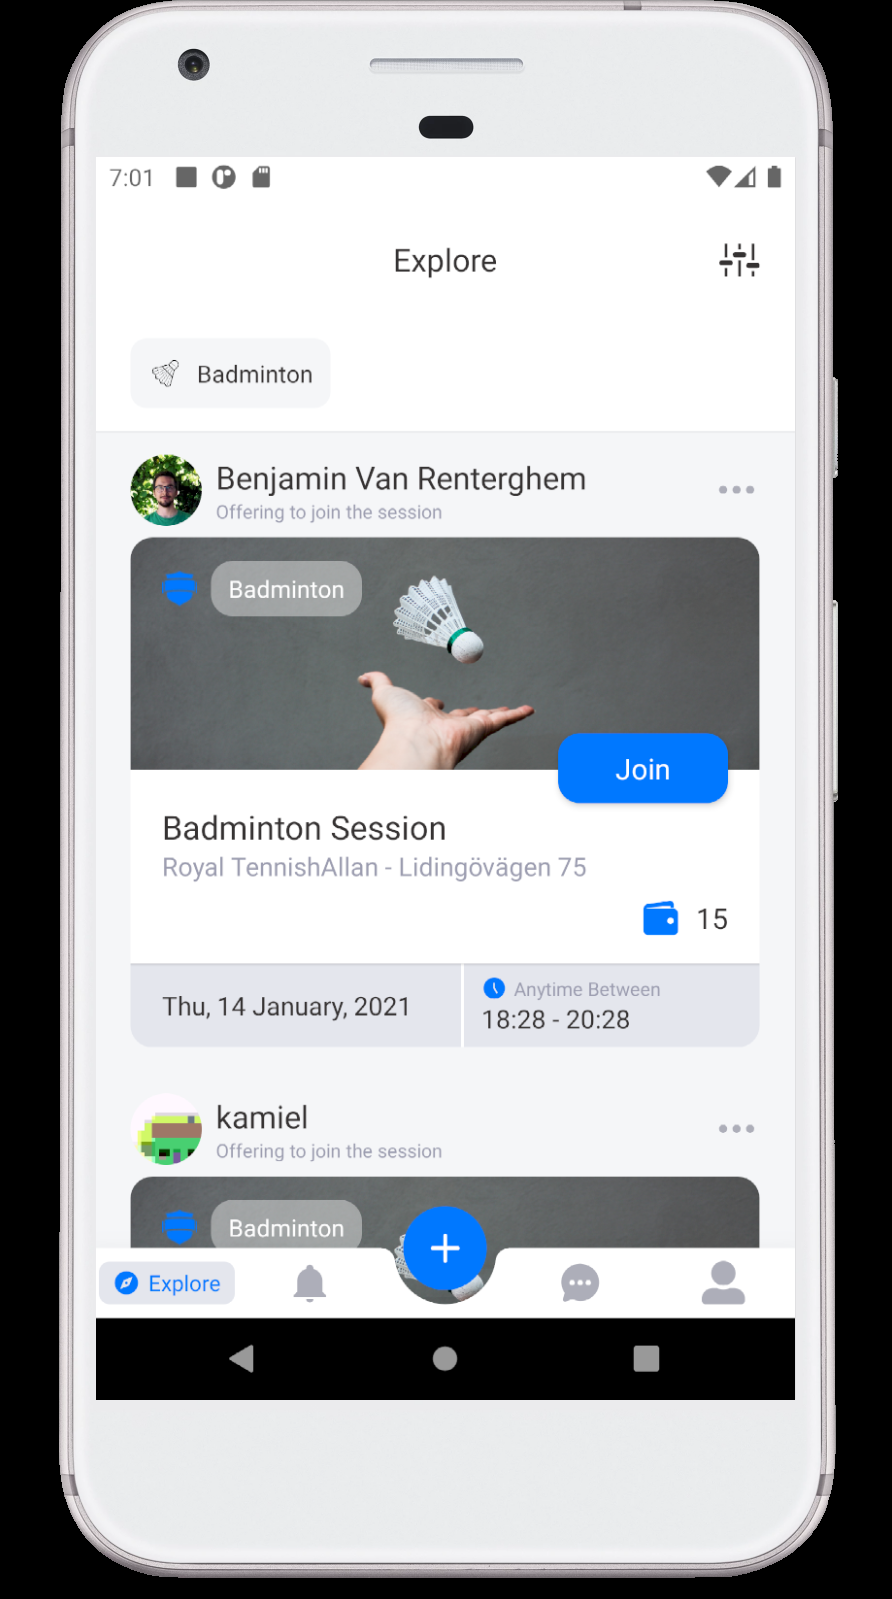 7:01
Explore
Badminton
Benjamin Van Renterghem
Offering to join the session
Badminton
Join
Badminton Session
Royal TennishAllan - Lidingövägen 75
15
Thu, 14 January, 2021
Anytime Between
18:28 - 20:28
kamiel
Offering to join the session
Badminton
Explore